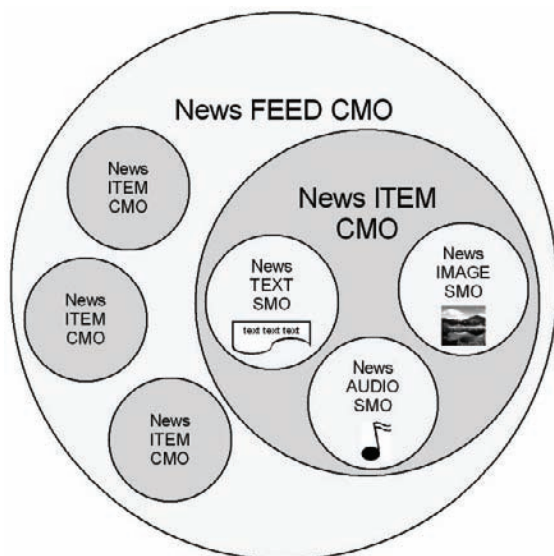 News FEED CMO
News
ITEM
CMO
News ITEM
CMO
News
TEXT
SMO
text text text
News
IMAGE
SMO
News
ITEM
CMO
News
AUDIO
SMO
News
ITEM
CMO